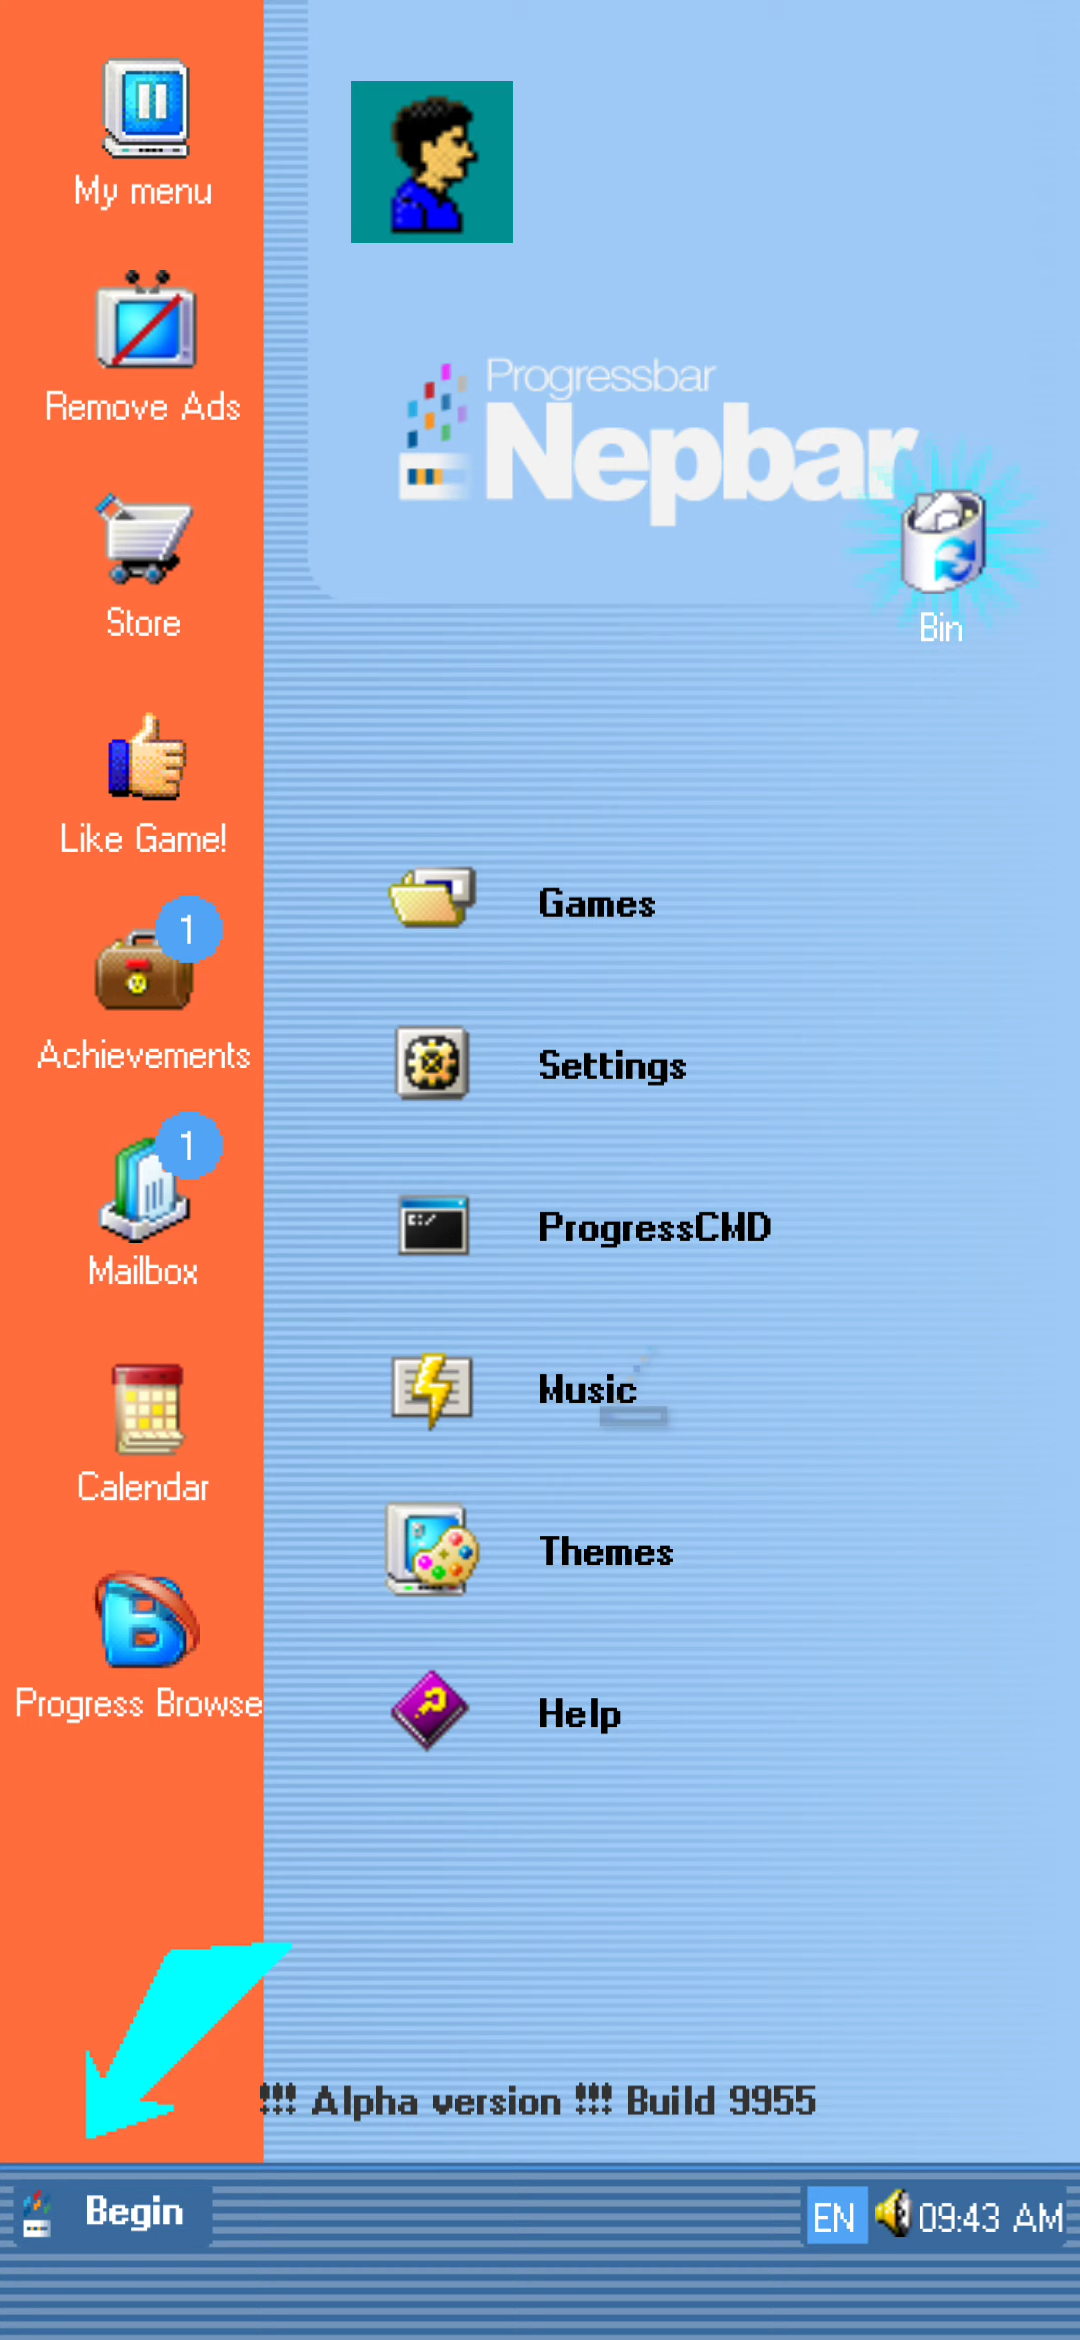 My menu
Remove Ads
Store
Like Game!
1
Achievements
1
Mailbox
Calendar
Progress Browse
Progressbar
Nepbar
Bin
Games
Settings
C:/
ProgressCMD
Music
Themes
Help
!!! Alpha version !!! Build 9955
Begin
EN
09:43 AM